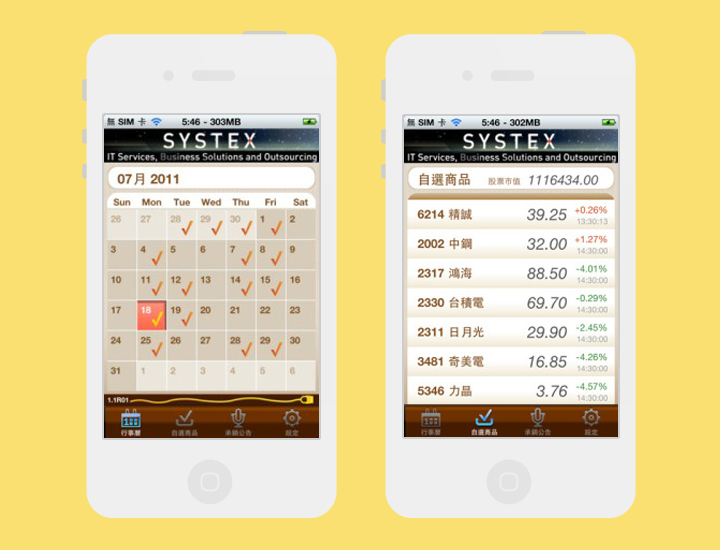 無 SIM 卡 5:46 - 303MB
SYSTEX
IT Services, Business Solutions and Outsourcing
07月 2011
Sun Mon Tue Wed Thu Fri Sat
26 27 28 29 30 1 2
3 4 5 6 7 8 9
10 11 12 13 14 15 16
17 18 19 20 21 22 23
24 25 26 27 28 29 30
31 1 2 3 4 5 6
1.1R01
行事曆 自選商品 承銷公告 設定
無 SIM 卡 5:46 - 302MB
SYSTEX
IT Services, Business Solutions and Outsourcing
自選商品 股票市值 1116434.00
6214 精誠 39.25 +0.26%
13:30:13
2002 中鋼 32.00 +1.27%
14:30:00
2317 鴻海 88.50 -4.01%
14:30:00
2330 台積電 69.70 -0.29%
14:30:00
2311 日月光 29.90 -2.45%
14:30:00
3481 奇美電 16.85 -4.26%
14:30:00
5346 力晶 3.76 -4.57%
14:30:00
行事曆 自選商品 承銷公告 設定